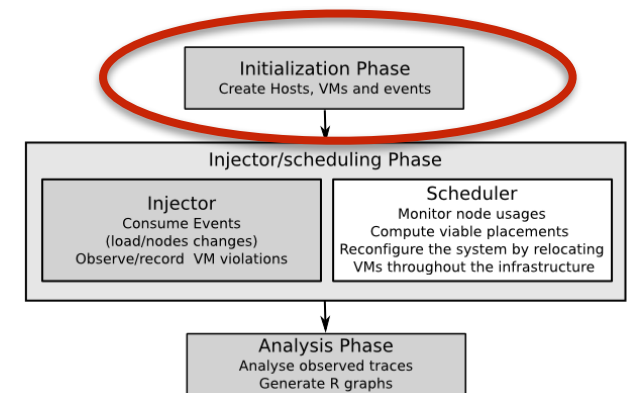 Initialization Phase
Create Hosts, VMs and events
Injector/scheduling Phase
Injector
Consume Events
(load/nodes changes)
Observe/record VM violations
Scheduler
Monitor node usages
Compute viable placements
Reconfigure the system by relocating
VMs throughout the infrastructure
Analysis Phase
Analyse observed traces
Generate R graphs